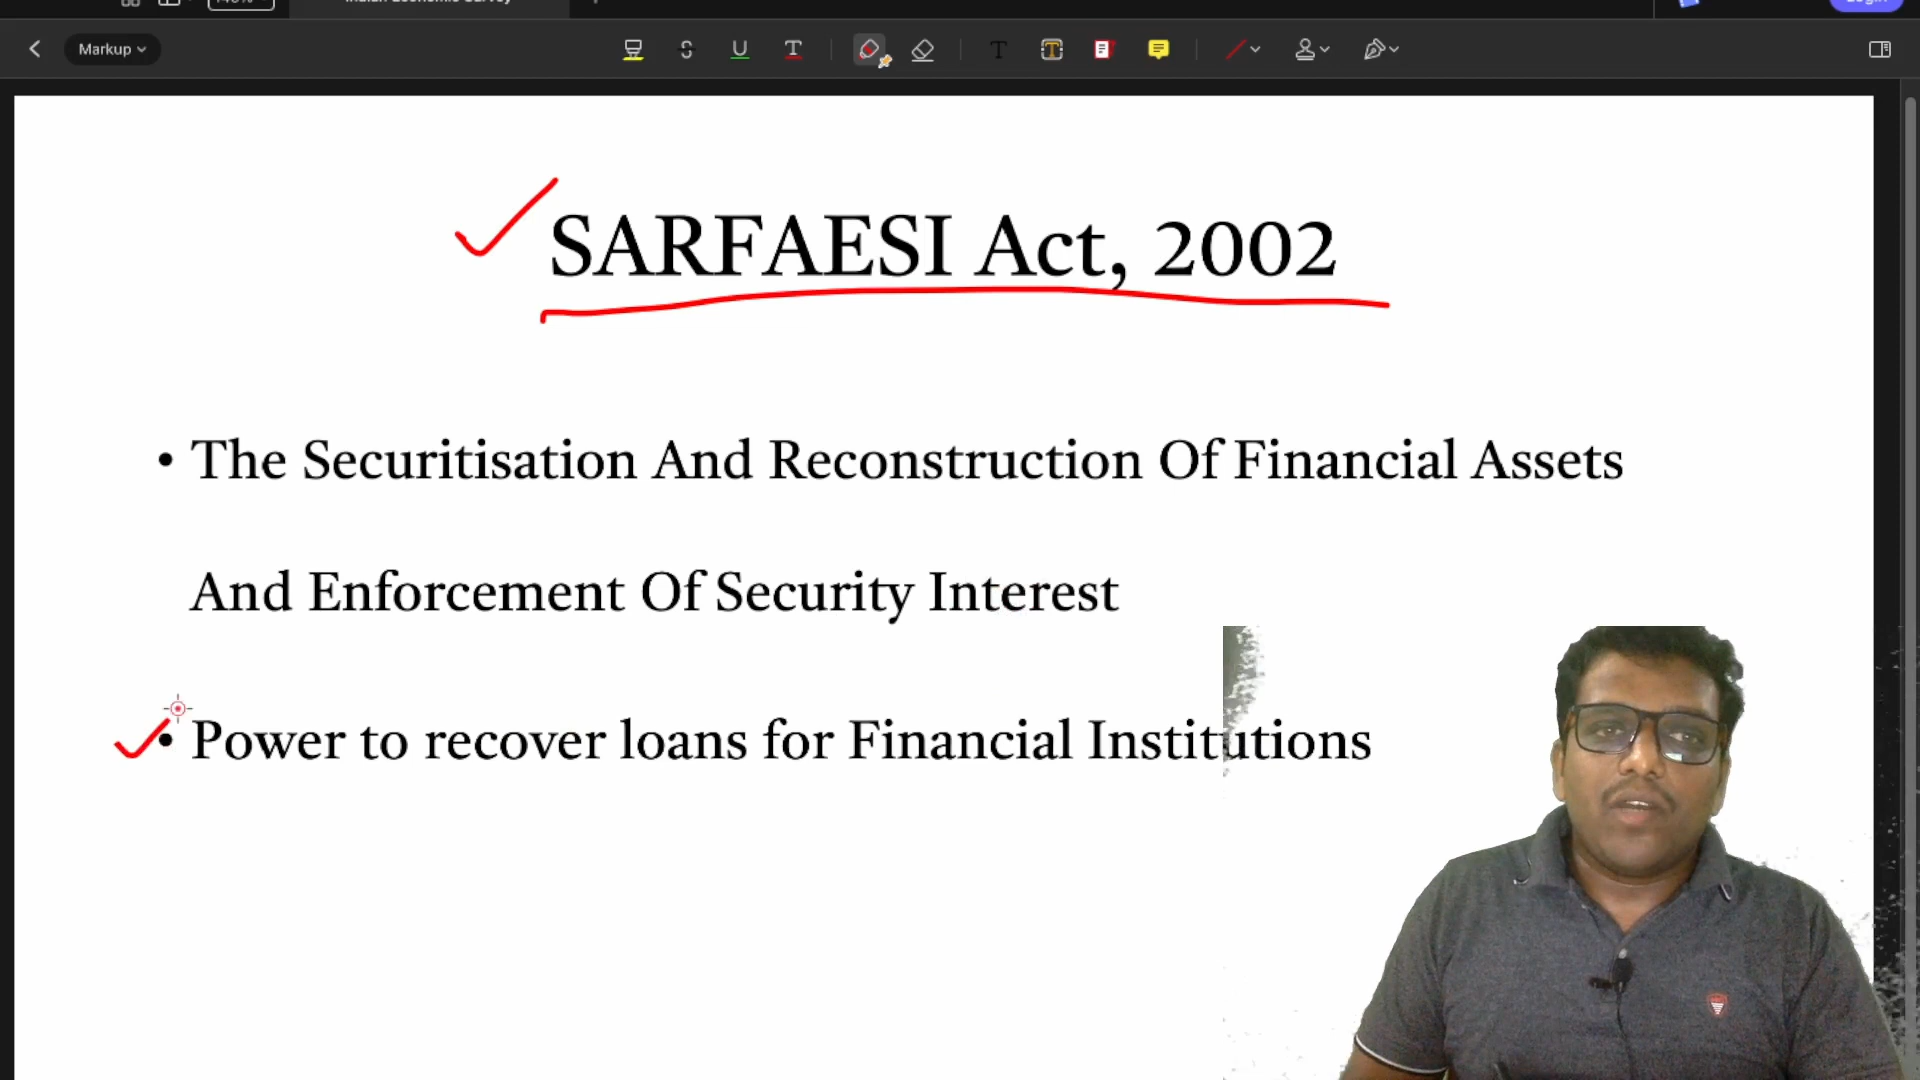 Markup
SARFAESI Act, 2002
• The Securitisation And Reconstruction Of Financial Assets
And Enforcement Of Security Interest
• Power to recover loans for Financial Institutions